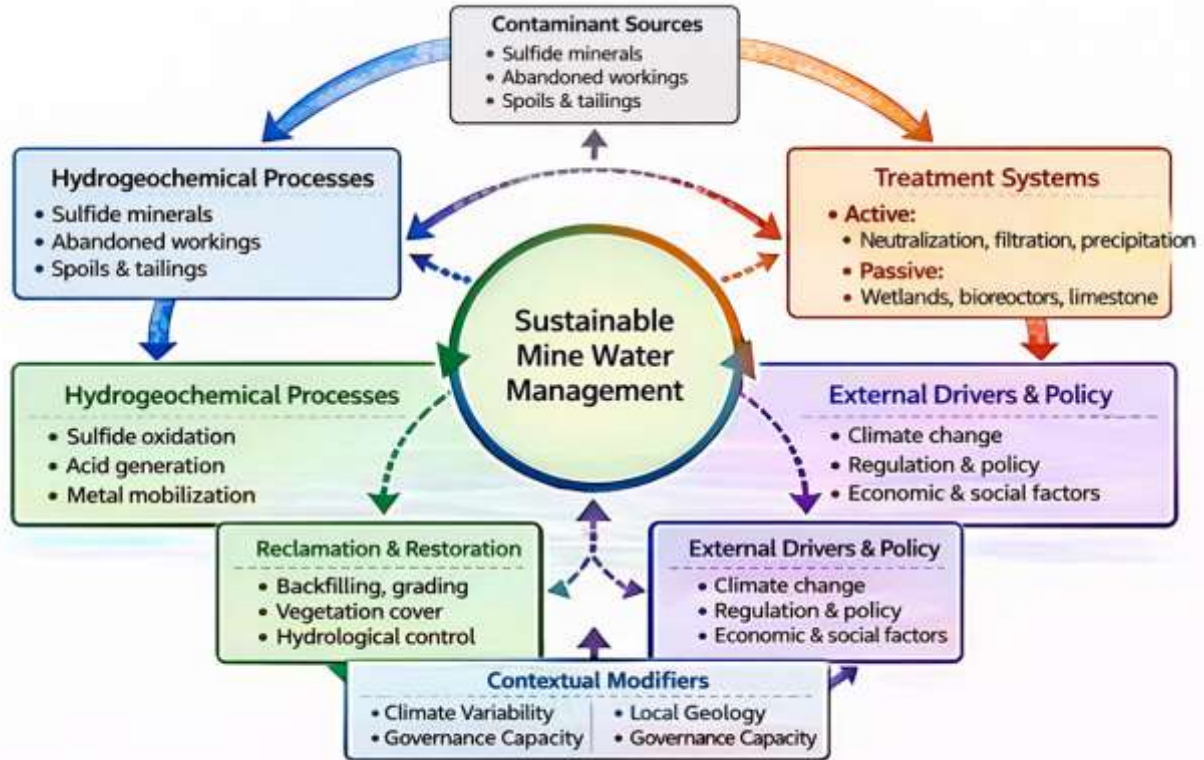 Contaminant Sources
• Sulfide minerals
• Abandoned workings
• Spoils & tailings
Hydrogeochemical Processes
• Sulfide minerals
• Abandoned workings
• Spoils & tailings
Treatment Systems
• Active:
• Neutralization, filtration, precipitation
• Passive:
• Wetlands, bioreoctors, limestone
Sustainable
Mine Water
Management
Hydrogeochemical Processes
• Sulfide oxidation
• Acid generation
• Metal mobilization
External Drivers & Policy
• Climate change
• Regulation & policy
• Economic & social factors
Reclamation & Restoration
• Backfilling, grading
• Vegetation cover
• Hydrological control
External Drivers & Policy
• Climate change
• Regulation & policy
• Economic & social factors
Contextual Modifiers
• Climate Variability
• Governance Capacity
• Local Geology
• Governance Capacity